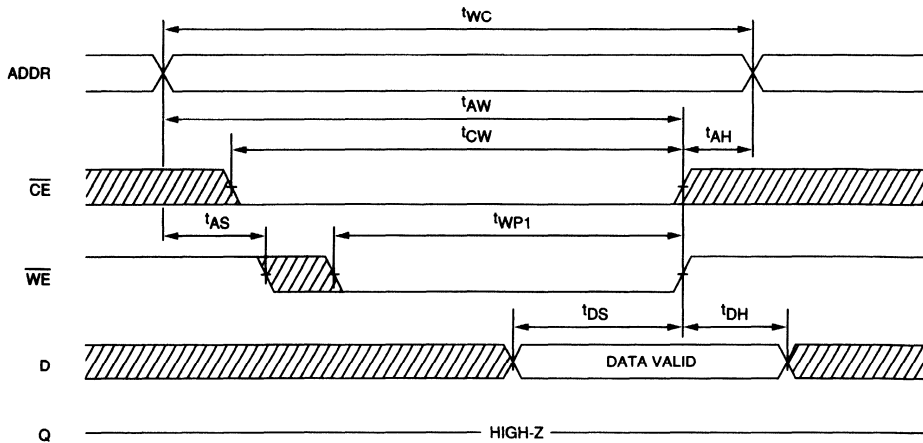 tWC
ADDR
tAW
tCW
tAH
CE
tAS
tWP1
WE
tDS
tDH
D
DATA VALID
Q
HIGH-Z